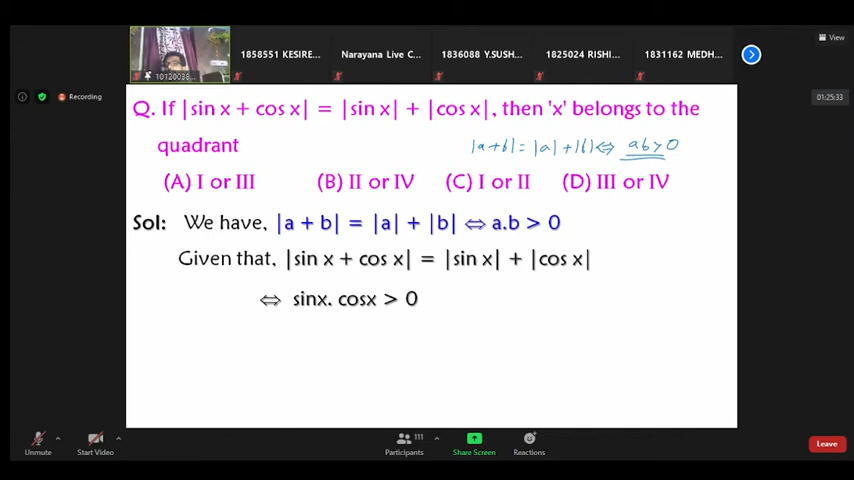 View
1858551 KESIRE...
Narayana Live C...
1836088 Y.SUSH...
1825024 RISHI...
1831162 MEDH...
Recording
01:25:33
Q. If |sin x + cos x| = |sin x| + |cos x|, then 'x' belongs to the
quadrant
|a+b| = |a| + |b| ⇔ ab > 0
(A) I or III (B) II or IV (C) I or II (D) III or IV
Sol: We have, |a + b| = |a| + |b| ⇔ a.b > 0
Given that, |sin x + cos x| = |sin x| + |cos x|
⇔ sinx. cosx > 0
Unmute
Start Video
111
Participants
Share Screen
Reactions
Leave